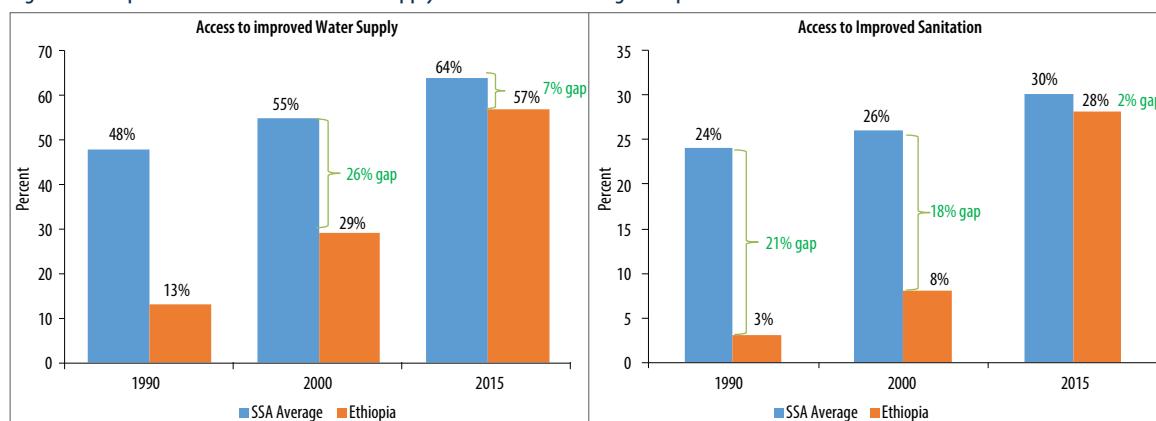 Access to improved Water Supply
70
60
50
40
30
20
10
0
Percent
48%
13%
55%
29%
26% gap
64%
57%
7% gap
1990
2000
2015
SSA Average
Ethiopia
Access to Improved Sanitation
35
30
25
20
15
10
5
0
Percent
24%
3%
21% gap
26%
8%
18% gap
30%
28%
2% gap
1990
2000
2015
SSA Average
Ethiopia